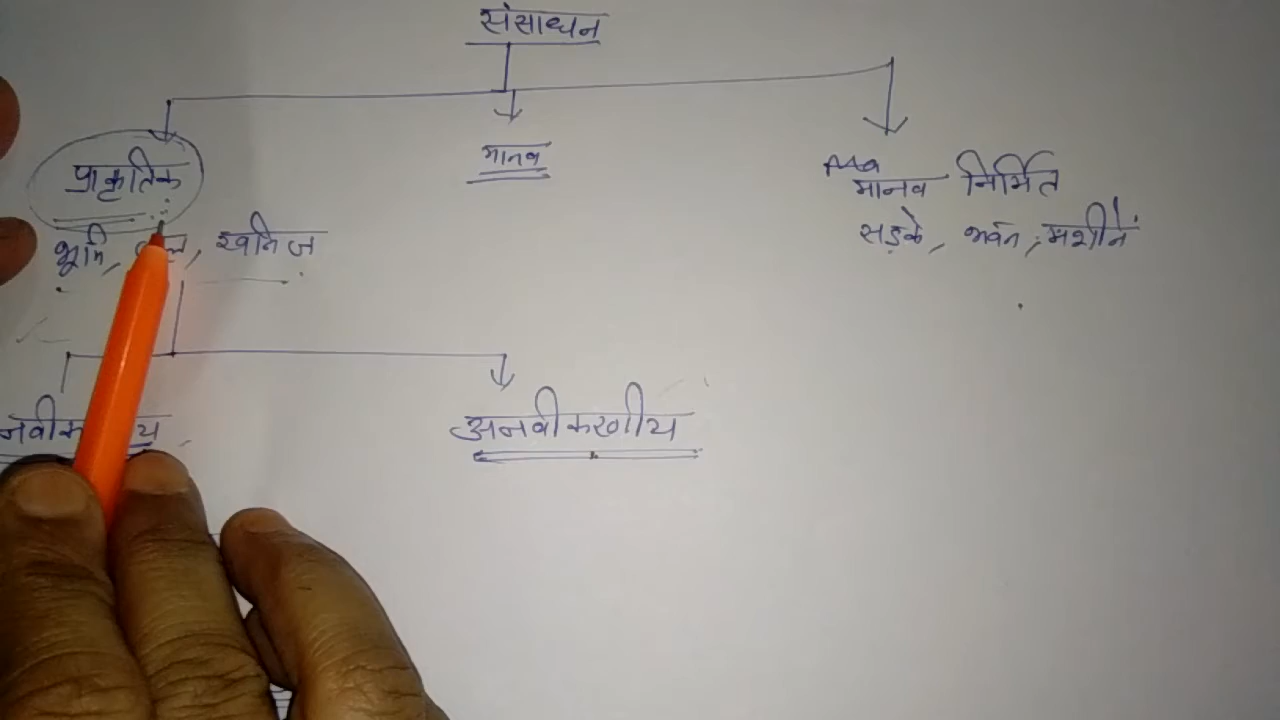 संसाधन
प्राकृतिक
मानव
मानव निर्मित
भूमि, खनिज
सड़के, भवन, मशीनें
अनवीकरणीय